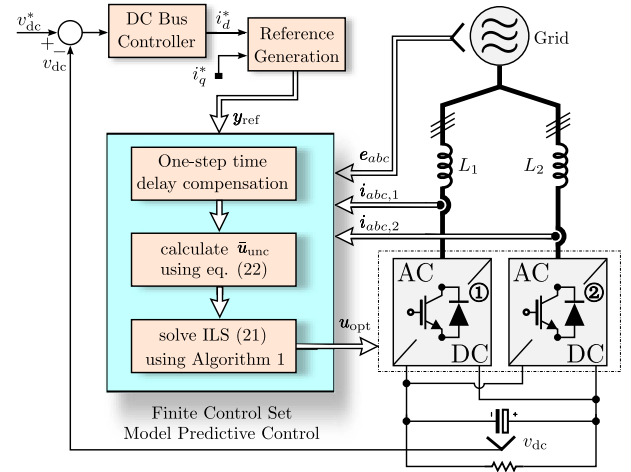 v*dc
+
−
vdc
DC Bus
Controller
i*d
Reference
Generation
i*q
yref
Grid
One-step time
delay compensation
calculate ūunc
using eq. (22)
solve ILS (21)
using Algorithm 1
Finite Control Set
Model Predictive Control
eabc
iabc,1
iabc,2
uopt
L1
L2
AC
①
DC
AC
②
DC
- +
vdc